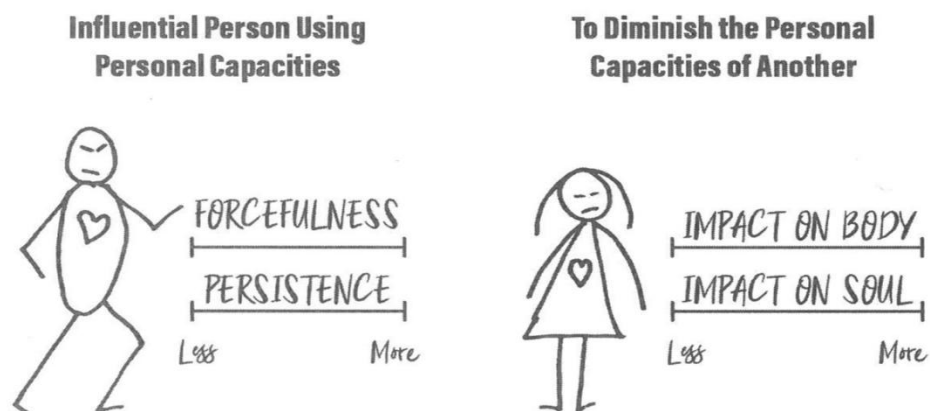 Influential Person Using
Personal Capacities
FORCEFULNESS
PERSISTENCE
Less More
To Diminish the Personal
Capacities of Another
IMPACT ON BODY
IMPACT ON SOUL
Less More